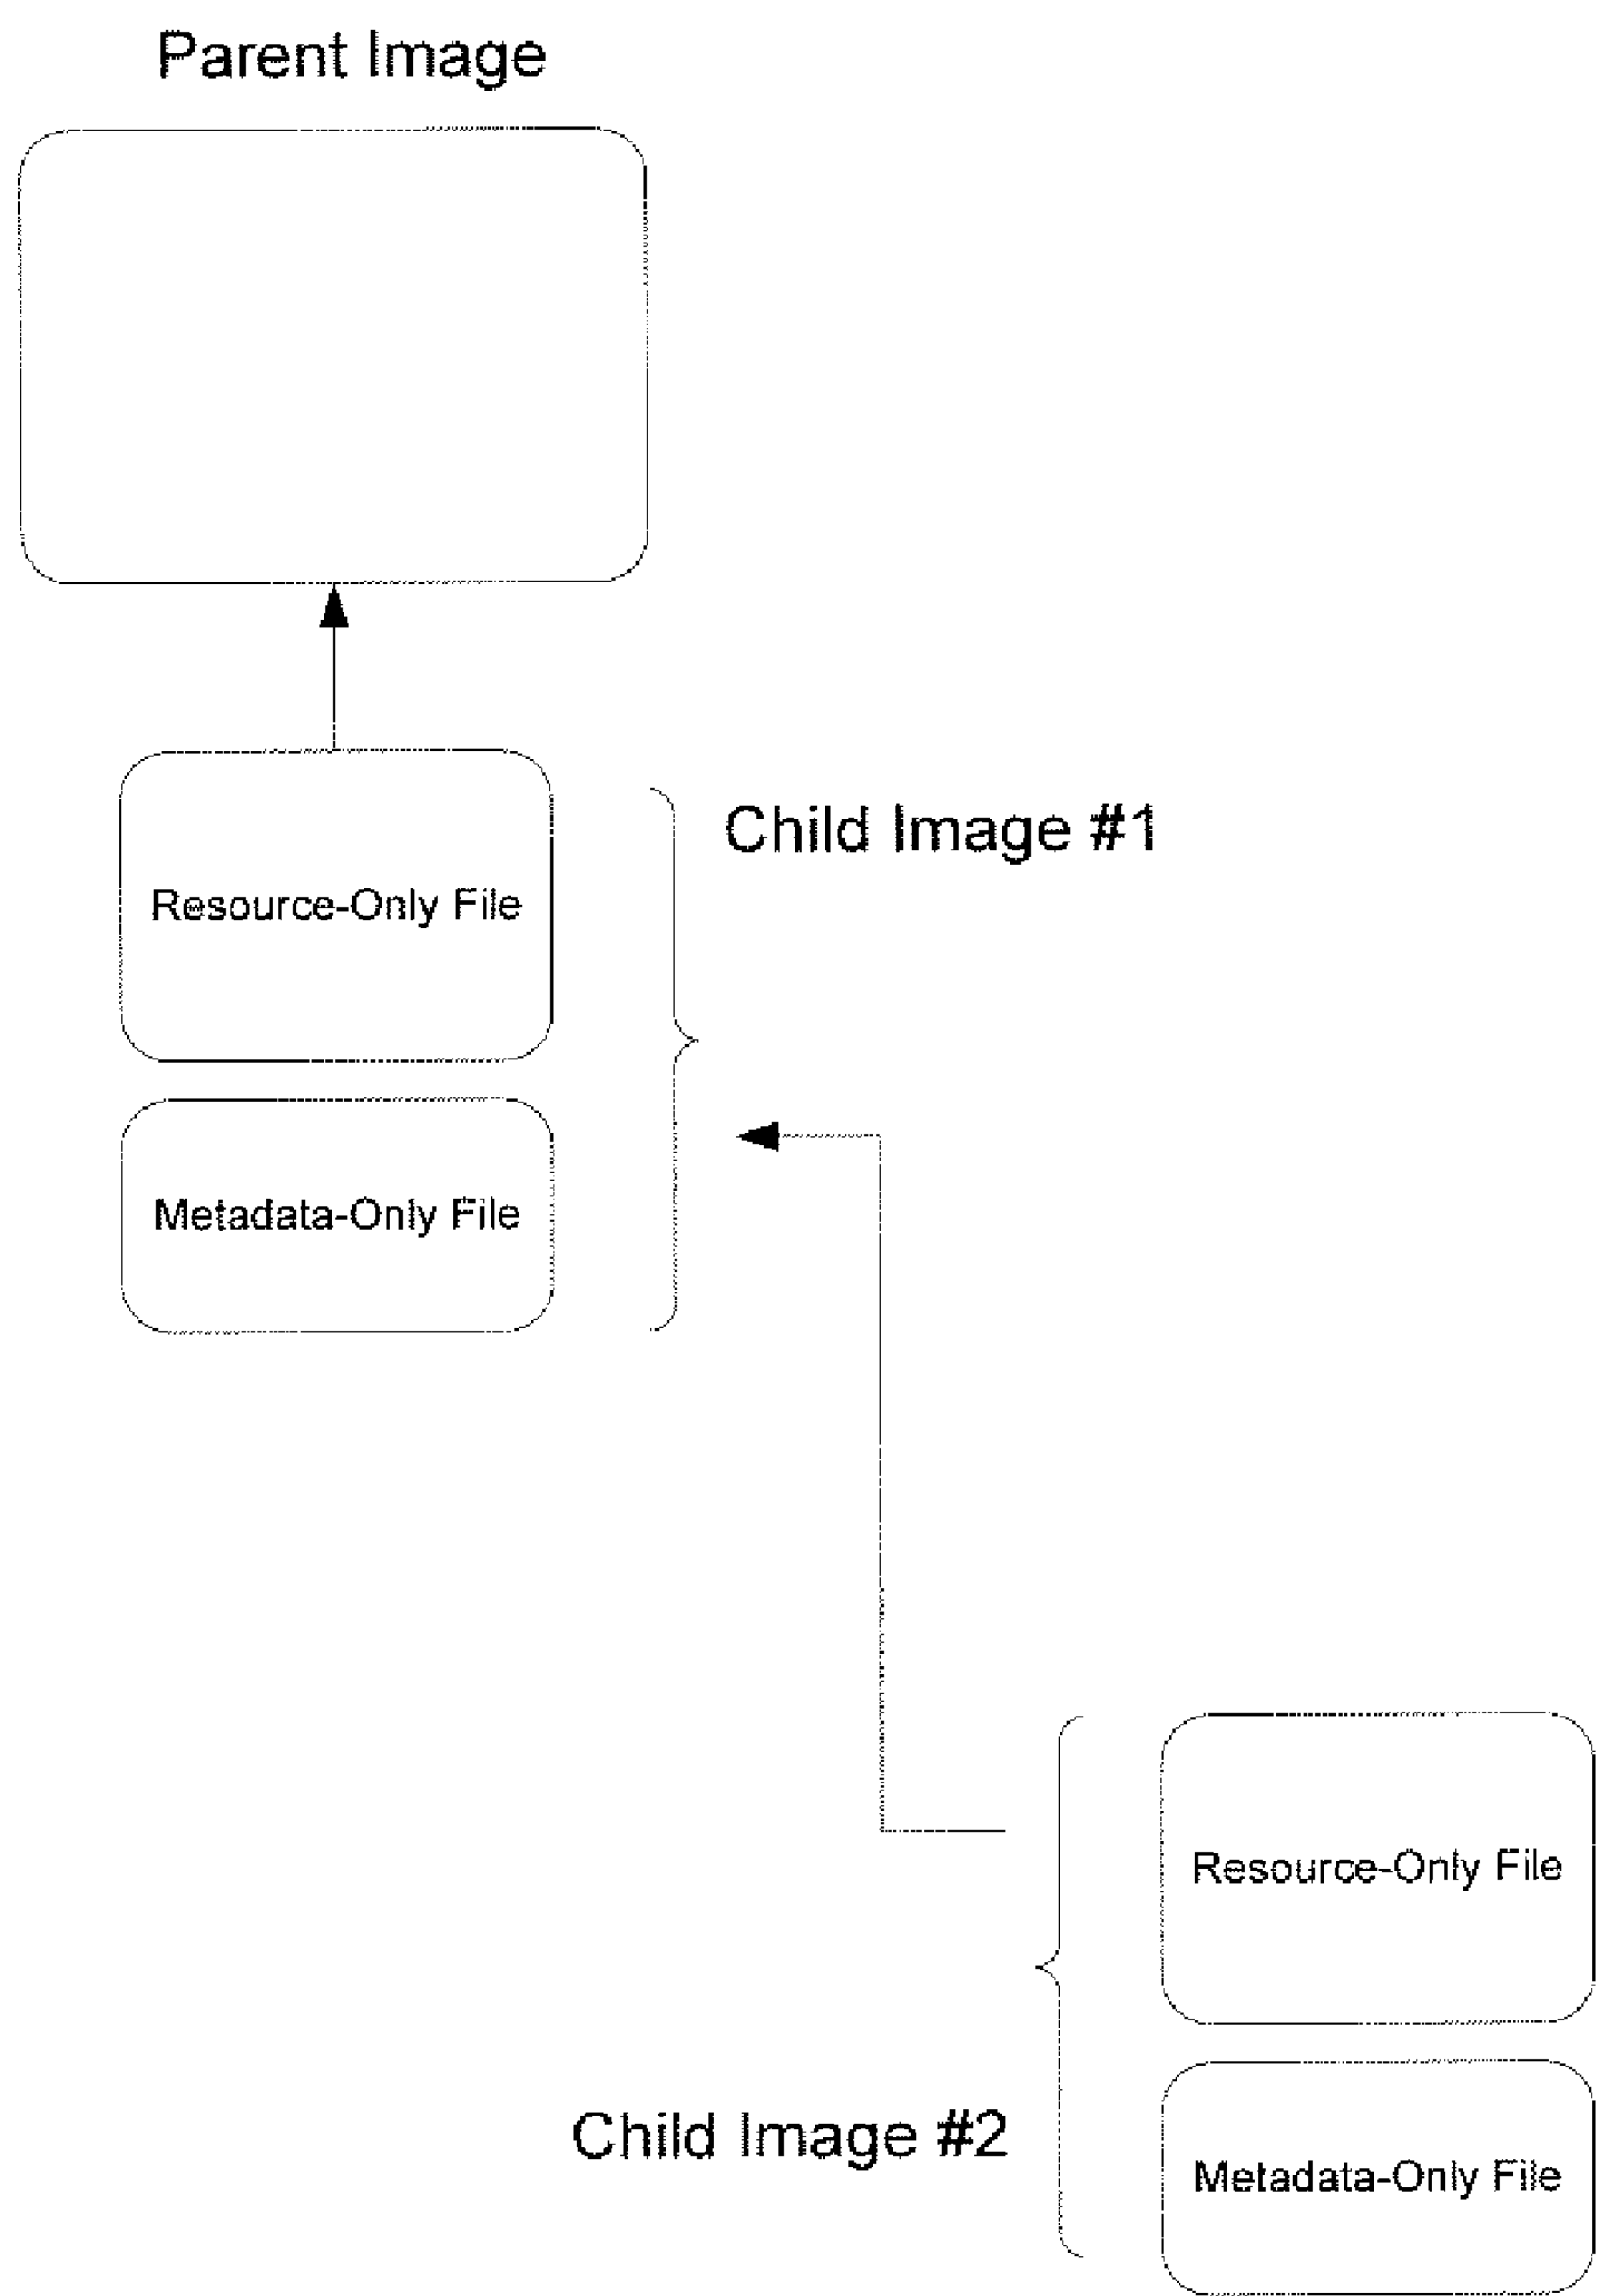 Parent Image
Child Image #1
Resource-Only File
Metadata-Only File
Resource-Only File
Child Image #2
Metadata-Only File